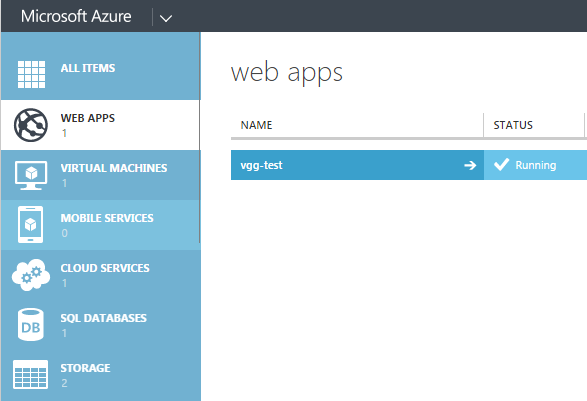 Microsoft Azure
ALL ITEMS
WEB APPS
1
VIRTUAL MACHINES
1
MOBILE SERVICES
0
CLOUD SERVICES
1
DB
SQL DATABASES
1
STORAGE
2
web apps
NAME STATUS
vgg-test Running